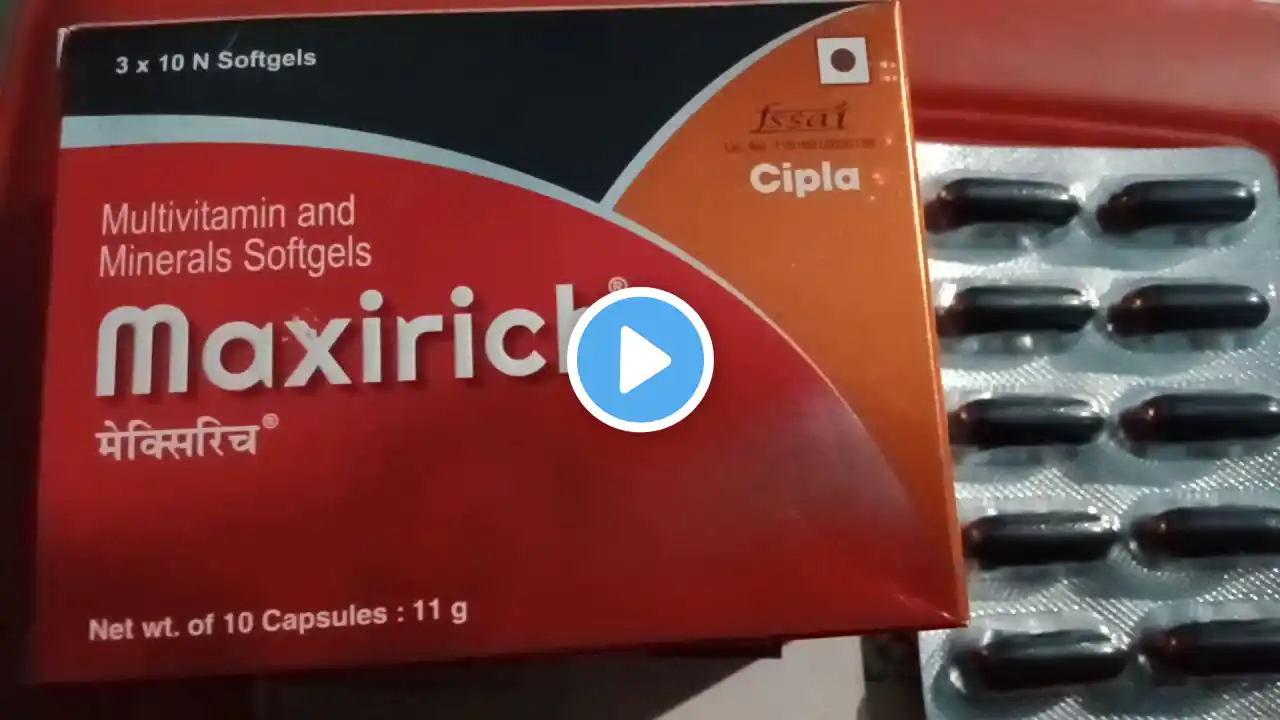 3 x 10 N Softgels
fssai
Cipla
Multivitamin and
Minerals Softgels
Maxirich®
मेक्सिरिच®
Net wt. of 10 Capsules : 11 g